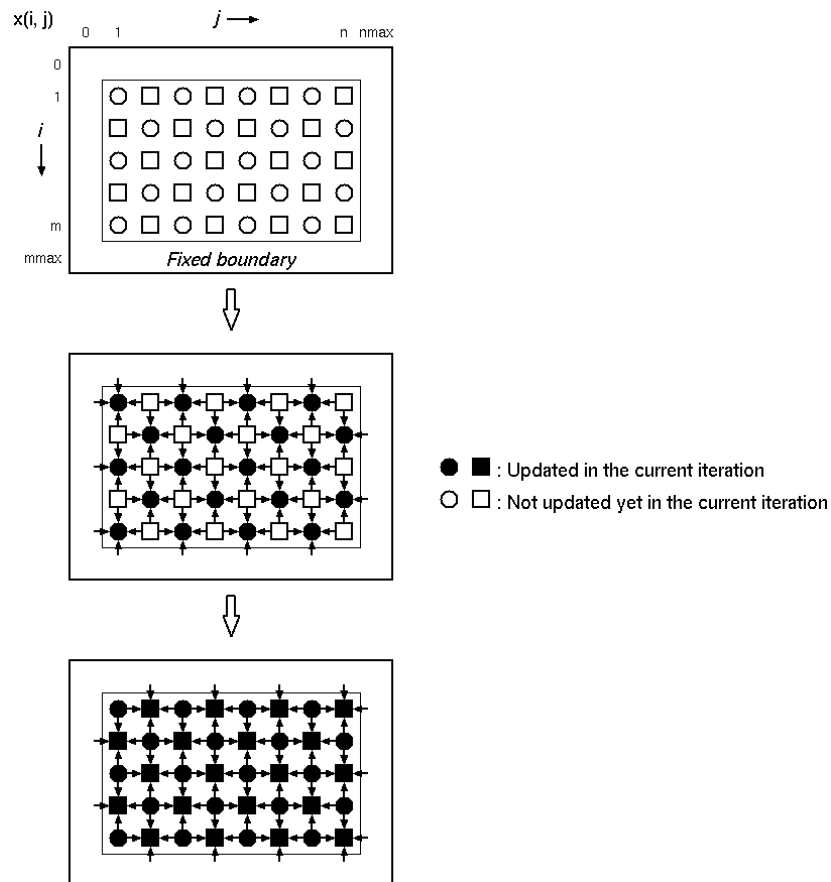 x(i, j)
j
0 1 n nmax
0
1
i
m
mmax
Fixed boundary
: Updated in the current iteration
: Not updated yet in the current iteration